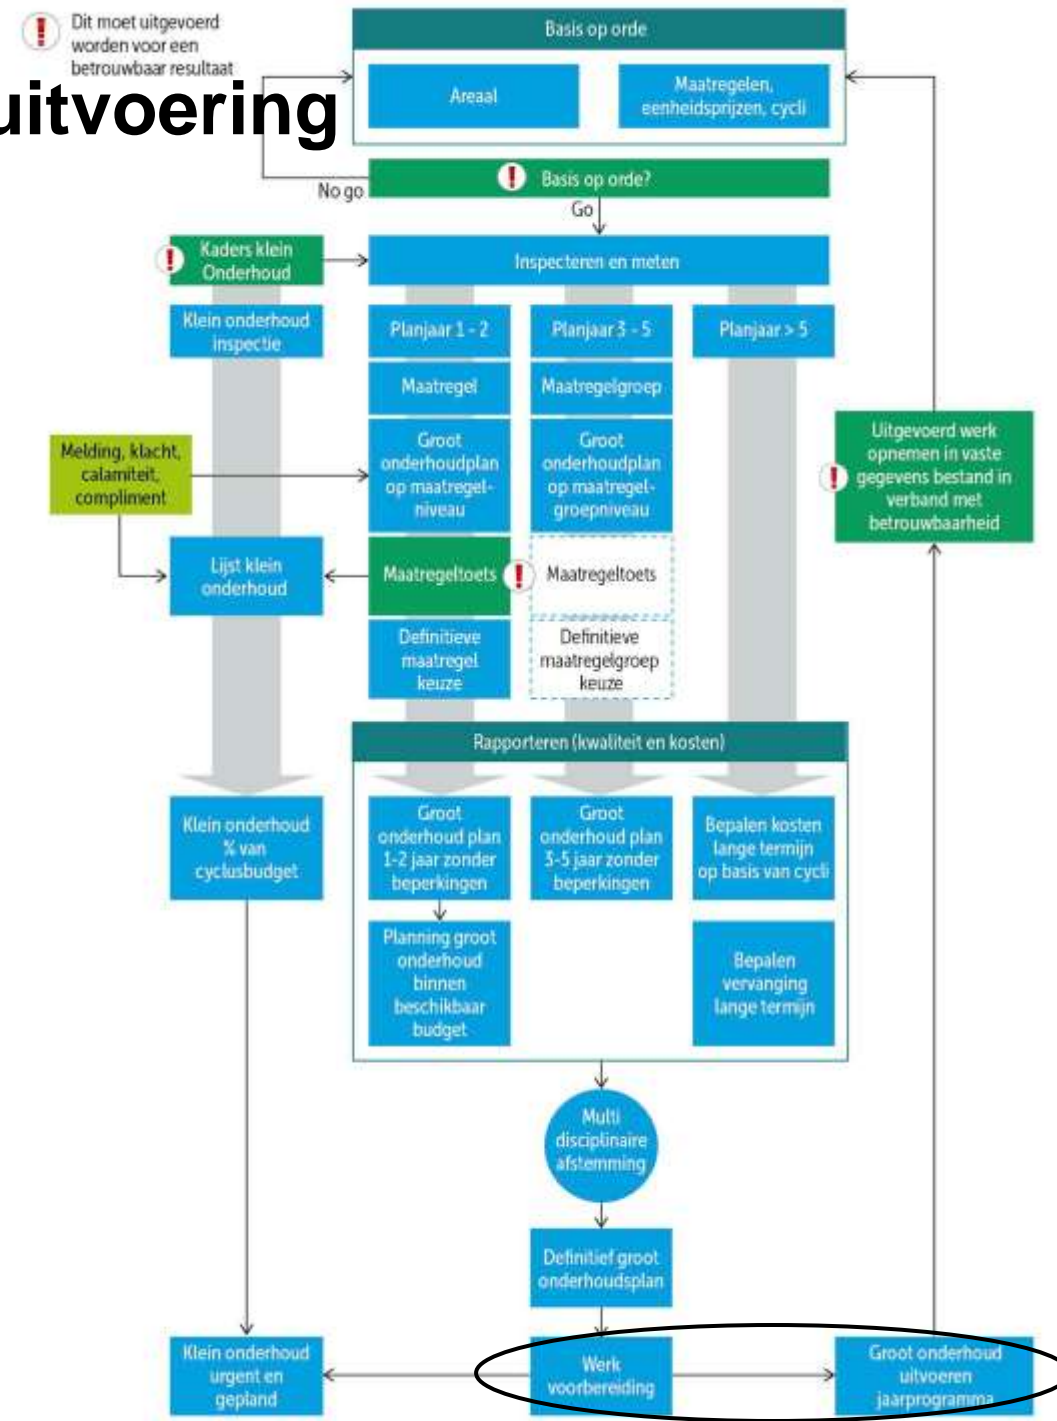 Dit moet uitgevoerd
worden voor een
betrouwbaar resultaat
uitvoering
Basis op orde
Areaal
Maatregelen,
eenheidsprijzen, cycli
No go
Basis op orde?
Go
Kaders klein
Onderhoud
Inspecteren en meten
Klein onderhoud
inspectie
Planjaar 1 - 2
Planjaar 3 - 5
Planjaar > 5
Maatregel
Maatregelgroep
Melding, klacht,
calamiteit,
compliment
Groot
onderhoudplan
op maatregel-
niveau
Groot
onderhoudplan
op maatregel-
groepniveau
Uitgevoerd werk
opnemen in vaste
gegevens bestand in
verband met
betrouwbaarheid
Lijst klein
onderhoud
Maatregeltoets
Maatregeltoets
Definitieve
maatregel
keuze
Definitieve
maatregelgroep
keuze
Rapporteren (kwaliteit en kosten)
Klein onderhoud
% van
cyclusbudget
Groot
onderhoud plan
1-2 jaar zonder
beperkingen
Groot
onderhoud plan
3-5 jaar zonder
beperkingen
Bepalen kosten
lange termijn
op basis van cycli
Planning groot
onderhoud
binnen
beschikbaar
budget
Bepalen
vervanging
lange termijn
Multi
disciplinaire
afstemming
Definitief groot
onderhoudsplan
Klein onderhoud
urgent en
gepland
Werk
voorbereiding
Groot onderhoud
uitvoeren
jaarprogramma